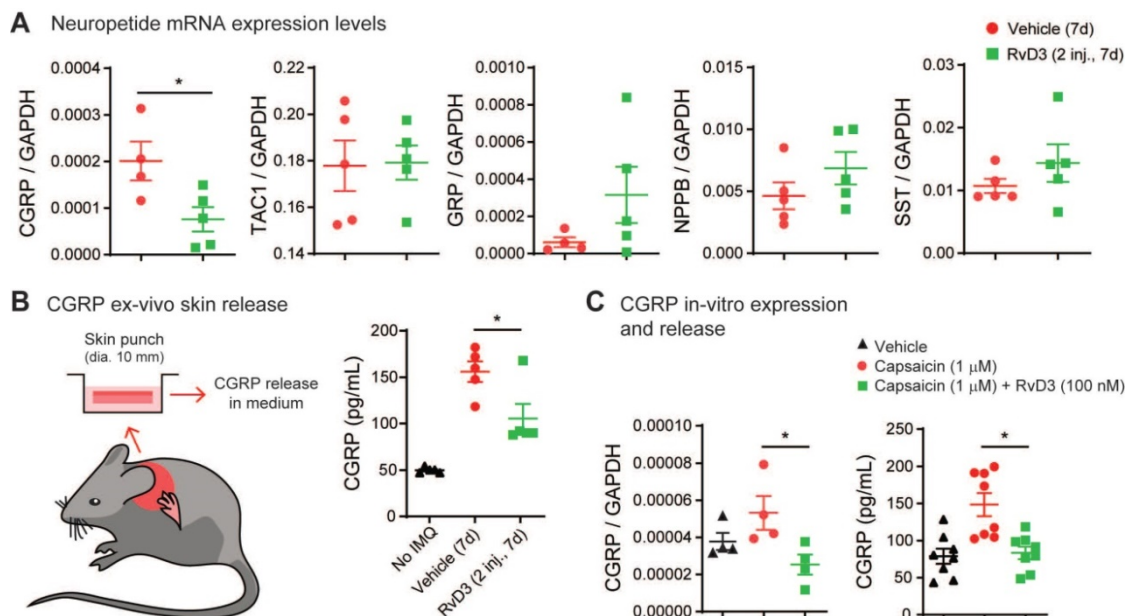 A Neuropetide mRNA expression levels
Vehicle (7d)
RvD3 (2 inj., 7d)
CGRP / GAPDH
0.0004
0.0003
0.0002
0.0001
0.0000
*
TAC1 / GAPDH
0.22
0.20
0.18
0.16
0.14
GRP / GAPDH
0.0008
0.0006
0.0004
0.0002
0.0000
NPPB / GAPDH
0.015
0.010
0.005
0.000
SST / GAPDH
0.03
0.02
0.01
0.00
B CGRP ex-vivo skin release
Skin punch
(dia. 10 mm)
CGRP release
in medium
CGRP (pg/mL)
200
150
100
50
0
*
No IMQ
Vehicle (7d)
RvD3 (2 inj., 7d)
C CGRP in-vitro expression
and release
Vehicle
Capsaicin (1 μM)
Capsaicin (1 μM) + RvD3 (100 nM)
CGRP / GAPDH
0.00010
0.00008
0.00006
0.00004
0.00002
0.00000
*
CGRP (pg/mL)
250
200
150
100
50
0
*